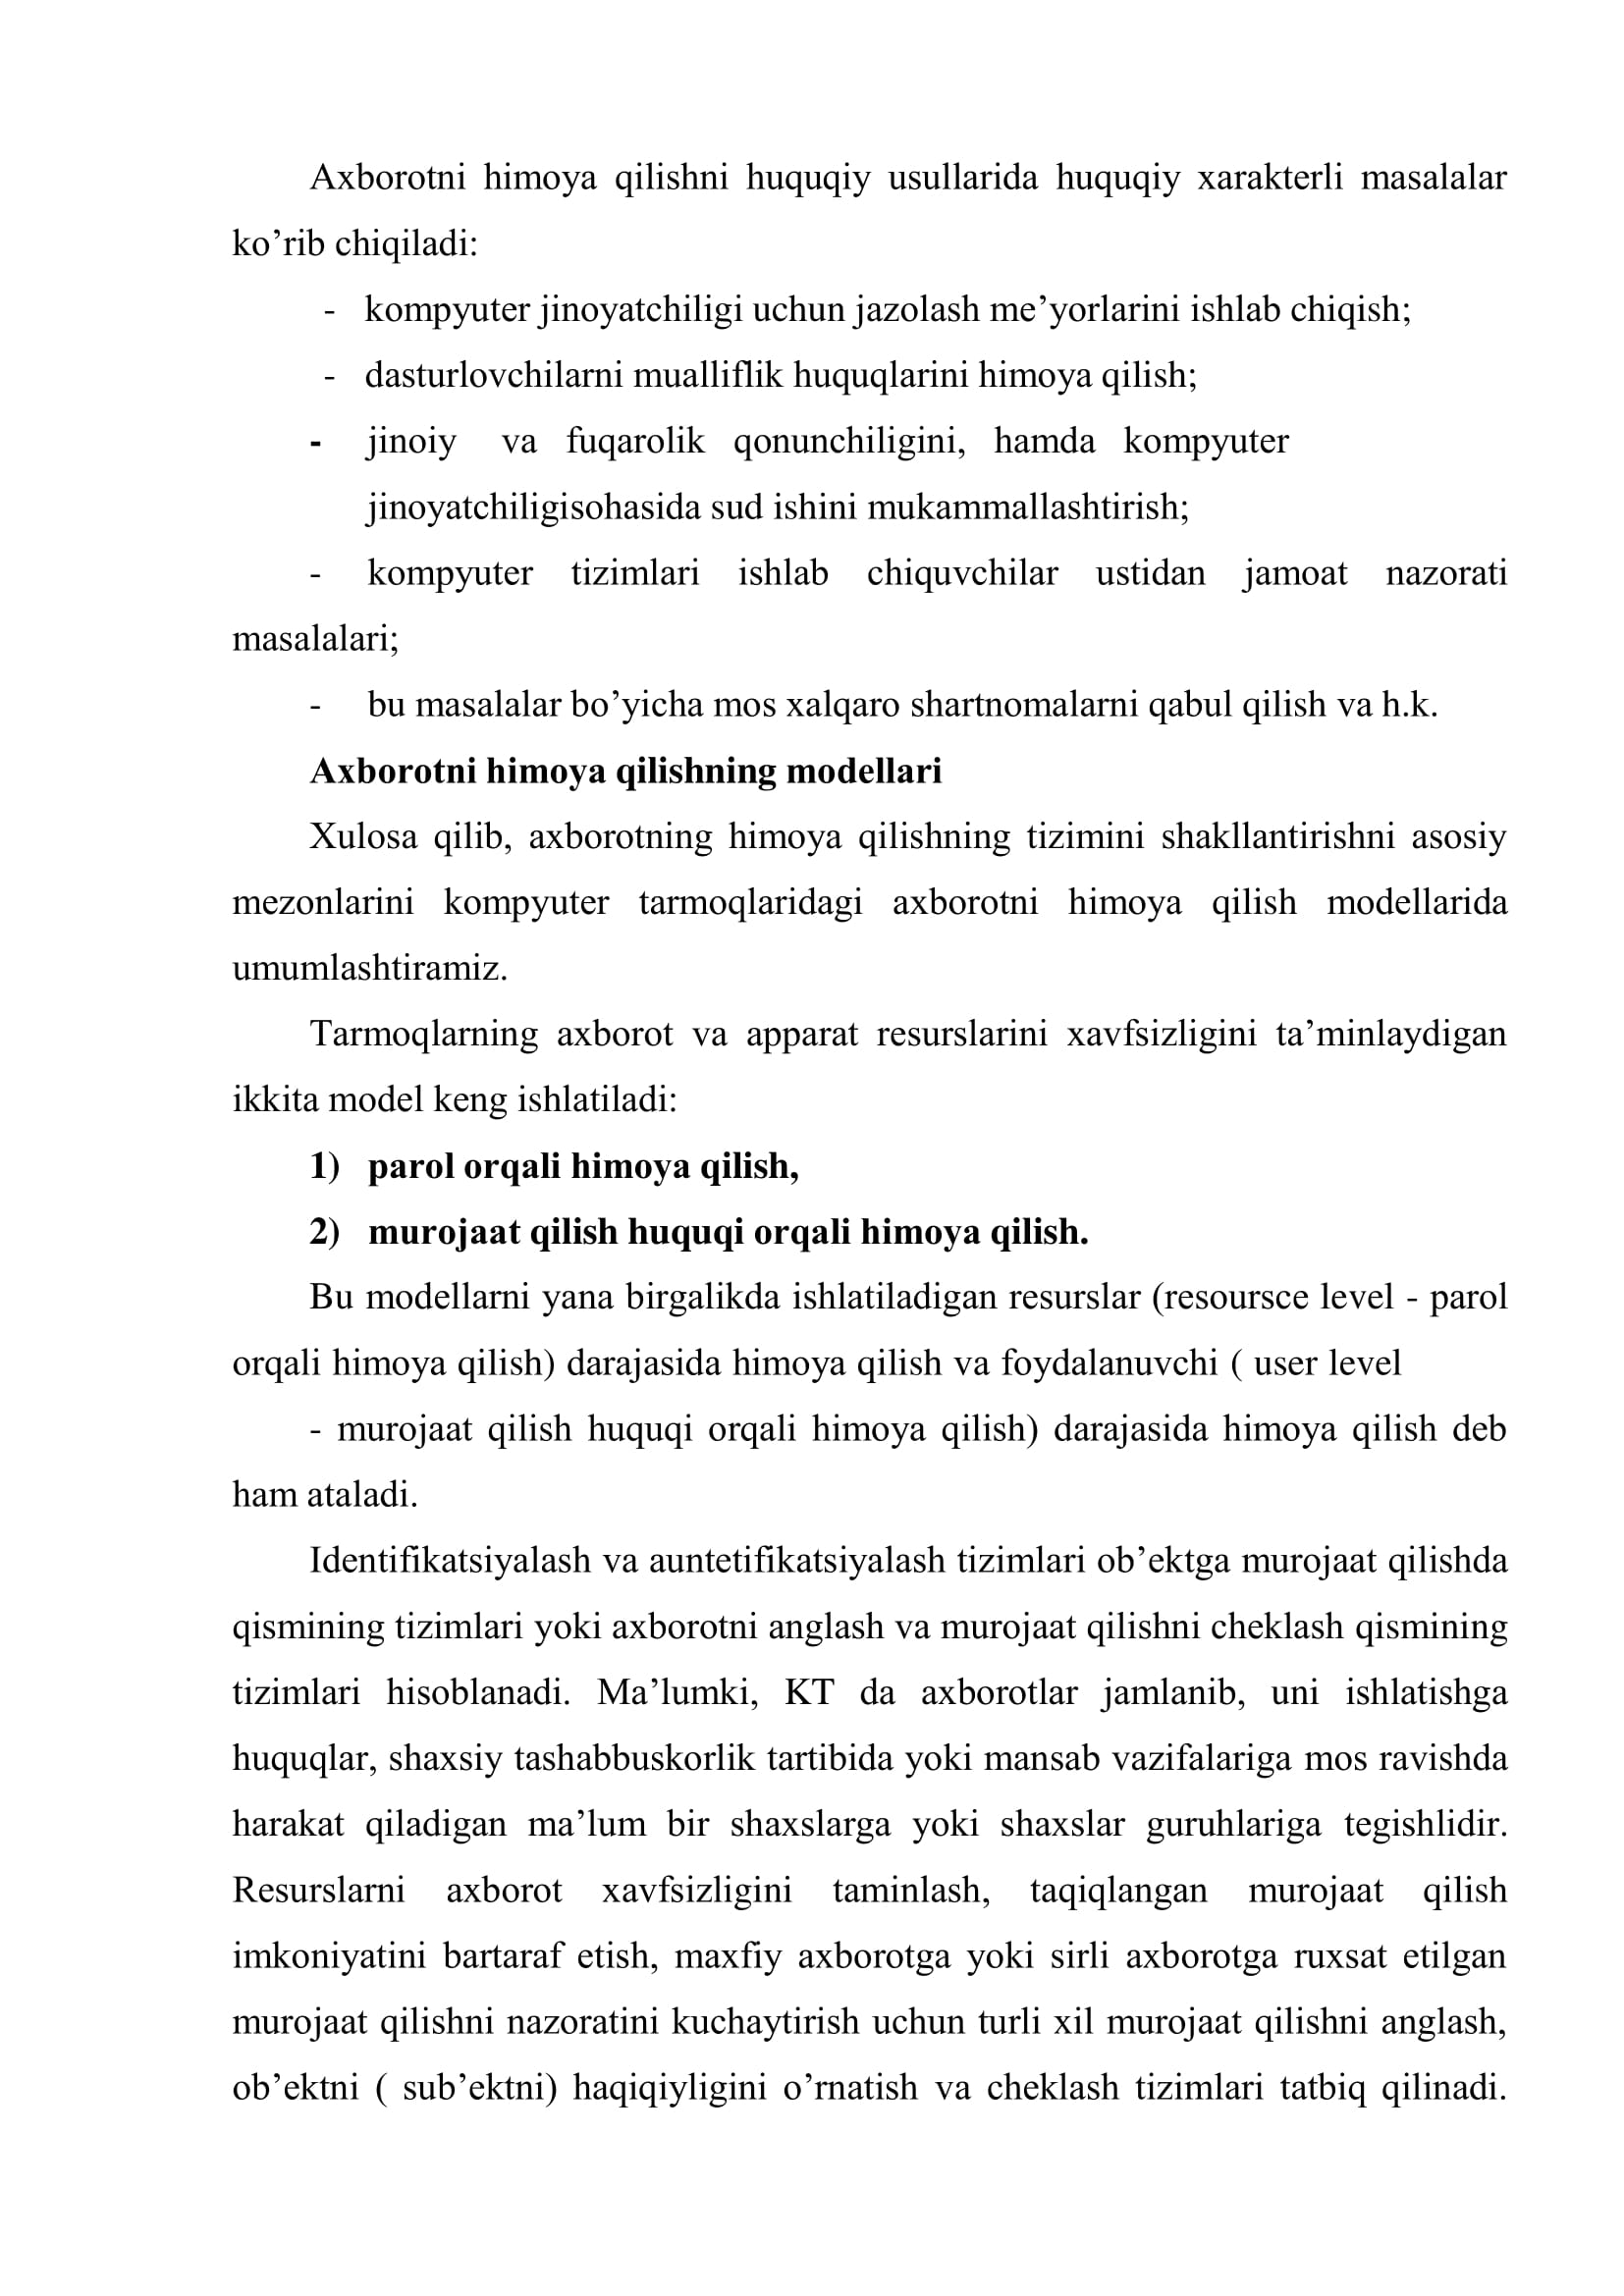 Axborotni himoya qilishni huquqiy usullarida huquqiy xarakterli masalalar
ko’rib chiqiladi:
- kompyuter jinoyatchiligi uchun jazolash me’yorlarini ishlab chiqish;
- dasturlovchilarni mualliflik huquqlarini himoya qilish;
- jinoiy va fuqarolik qonunchiligini, hamda kompyuter
jinoyatchiligisohasida sud ishini mukammallashtirish;
- kompyuter tizimlari ishlab chiquvchilar ustidan jamoat nazorati
masalalari;
- bu masalalar bo’yicha mos xalqaro shartnomalarni qabul qilish va h.k.
Axborotni himoya qilishning modellari
Xulosa qilib, axborotning himoya qilishning tizimini shakllantirishni asosiy
mezonlarini kompyuter tarmoqlaridagi axborotni himoya qilish modellarida
umumlashtiramiz.
Tarmoqlarning axborot va apparat resurslarini xavfsizligini ta’minlaydigan
ikkita model keng ishlatiladi:
1) parol orqali himoya qilish,
2) murojaat qilish huquqi orqali himoya qilish.
Bu modellarni yana birgalikda ishlatiladigan resurslar (resoursce level - parol
orqali himoya qilish) darajasida himoya qilish va foydalanuvchi ( user level
- murojaat qilish huquqi orqali himoya qilish) darajasida himoya qilish deb
ham ataladi.
Identifikatsiyalash va auntetifikatsiyalash tizimlari ob’ektga murojaat qilishda
qismining tizimlari yoki axborotni anglash va murojaat qilishni cheklash qismining
tizimlari hisoblanadi. Ma’lumki, KT da axborotlar jamlanib, uni ishlatishga
huquqlar, shaxsiy tashabbuskorlik tartibida yoki mansab vazifalariga mos ravishda
harakat qiladigan ma’lum bir shaxslarga yoki shaxslar guruhlariga tegishlidir.
Resurslarni axborot xavfsizligini taminlash, taqiqlangan murojaat qilish
imkoniyatini bartaraf etish, maxfiy axborotga yoki sirli axborotga ruxsat etilgan
murojaat qilishni nazoratini kuchaytirish uchun turli xil murojaat qilishni anglash,
ob’ektni ( sub’ektni) haqiqiyligini o’rnatish va cheklash tizimlari tatbiq qilinadi.